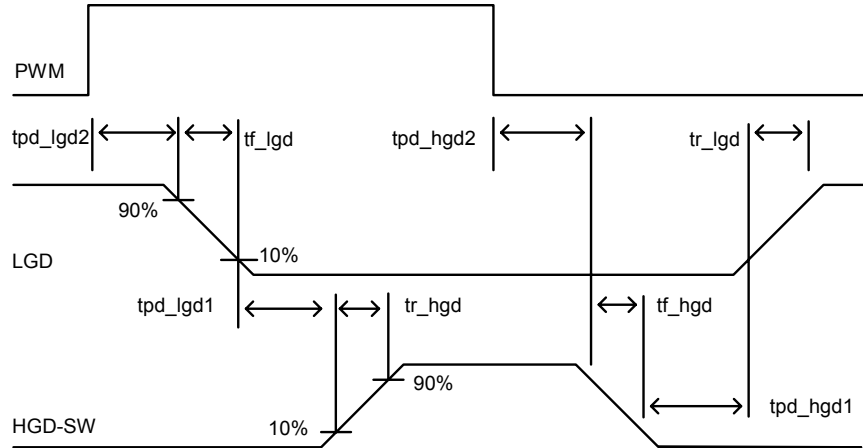 PWM
tpd_lgd2
tf_lgd
tpd_hgd2
tr_lgd
90%
LGD
10%
tpd_lgd1
tr_hgd
tf_hgd
90%
tpd_hgd1
HGD-SW
10%